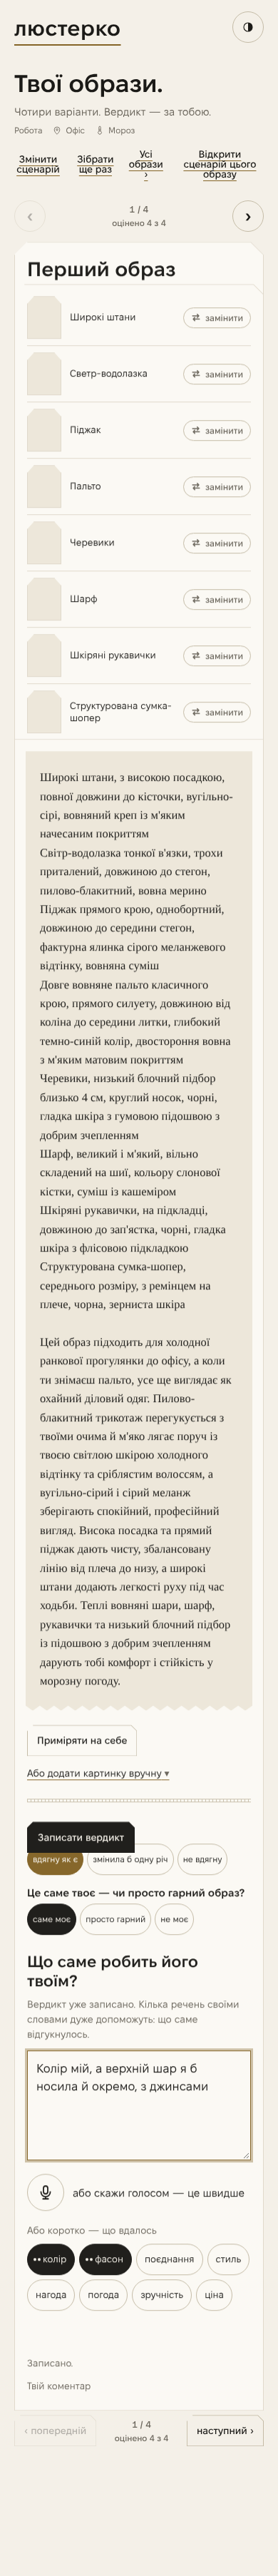 люстерко
Твої образи.
Чотири варіанти. Вердикт — за тобою.
Робота Офіс Мороз
Змінити сценарій
Зібрати ще раз
Усі образи ›
Відкрити сценарій цього образу
‹
1 / 4
оцінено 4 з 4
›
Перший образ
Широкі штани ⇄ замінити
Светр-водолазка ⇄ замінити
Піджак ⇄ замінити
Пальто ⇄ замінити
Черевики ⇄ замінити
Шарф ⇄ замінити
Шкіряні рукавички ⇄ замінити
Структурована сумка-
шопер ⇄ замінити
Широкі штани, з високою посадкою,
повної довжини до кісточки, вугільно-
сірі, вовняний креп із м'яким
начесаним покриттям
Світр-водолазка тонкої в'язки, трохи
приталений, довжиною до стегон,
пилово-блакитний, вовна мерино
Піджак прямого крою, однобортний,
довжиною до середини стегон,
фактурна ялинка сірого меланжевого
відтінку, вовняна суміш
Довге вовняне пальто класичного
крою, прямого силуету, довжиною від
коліна до середини литки, глибокий
темно-синій колір, двостороння вовна
з м'яким матовим покриттям
Черевики, низький блочний підбор
близько 4 см, круглий носок, чорні,
гладка шкіра з гумовою підошвою з
добрим зчепленням
Шарф, великий і м'який, вільно
складений на шиї, кольору слонової
кістки, суміш із кашеміром
Шкіряні рукавички, на підкладці,
довжиною до зап'ястка, чорні, гладка
шкіра з флісовою підкладкою
Структурована сумка-шопер,
середнього розміру, з ремінцем на
плече, чорна, зерниста шкіра
Цей образ підходить для холодної
ранкової прогулянки до офісу, а коли
ти знімаєш пальто, усе ще виглядає як
охайний діловий одяг. Пилово-
блакитний трикотаж перегукується з
твоїми очима й м'яко лягає поруч із
твоєю світлою шкірою холодного
відтінку та сріблястим волоссям, а
вугільно-сірий і сірий меланж
зберігають спокійний, професійний
вигляд. Висока посадка та прямий
піджак дають чисту, збалансовану
лінію від плеча до низу, а широкі
штани додають легкості руху під час
ходьби. Теплі вовняні шари, шарф,
рукавички та низький блочний підбор
із підошвою з добрим зчепленням
дарують тобі комфорт і стійкість у
морозну погоду.
Приміряти на себе
Або додати картинку вручну ▾
Записати вердикт
вдягну як є змінила б одну річ не вдягну
Це саме твоє — чи просто гарний образ?
саме моє просто гарний не моє
Що саме робить його
твоїм?
Вердикт уже записано. Кілька речень своїми
словами дуже допоможуть: що саме
відгукнулось.
Колір мій, а верхній шар я б
носила й окремо, з джинсами
або скажи голосом — це швидше
Або коротко — що вдалось
•• колір •• фасон поєднання стиль
нагода погода зручність ціна
Записано.
Твій коментар
‹ попередній
1 / 4
оцінено 4 з 4
наступний ›